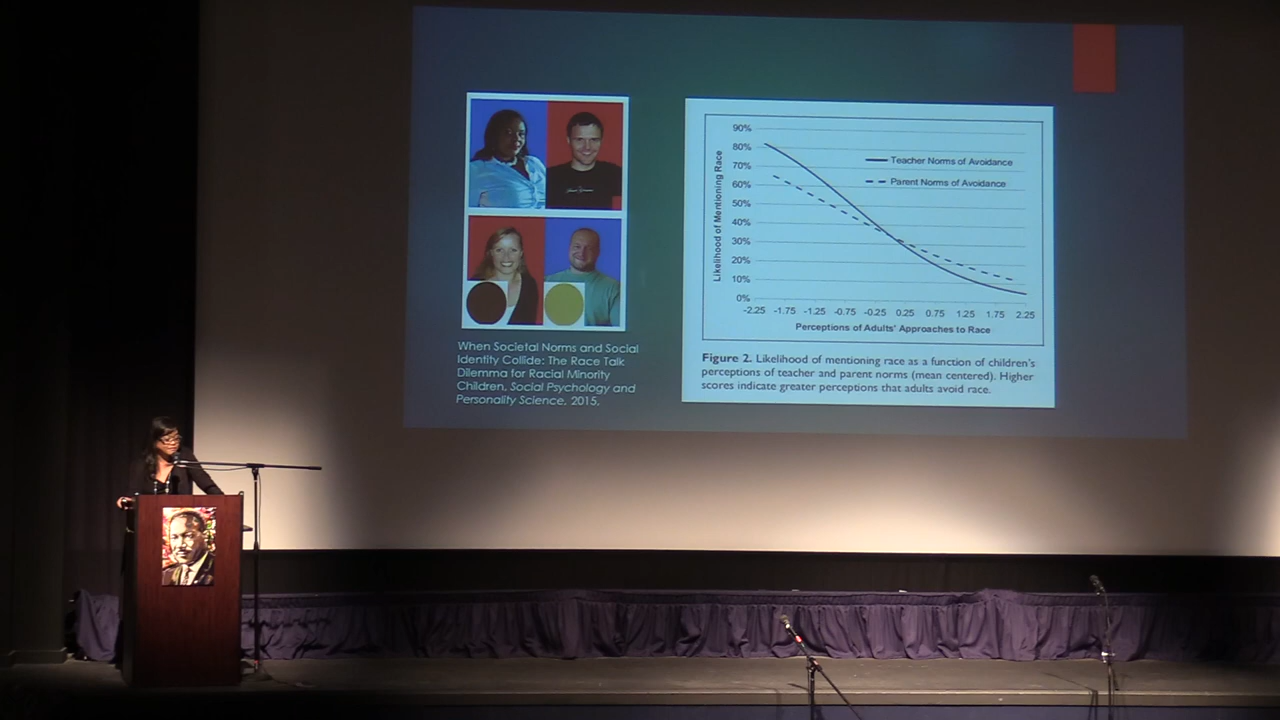 When Societal Norms and Social
Identity Collide: The Race Talk
Dilemma for Racial Minority
Children, Social Psychology and
Personality Science, 2015.
Likelihood of Mentioning Race
90%
80%
70%
60%
50%
40%
30%
20%
10%
0%
Teacher Norms of Avoidance
Parent Norms of Avoidance
-2.25 -1.75 -1.25 -0.75 -0.25 0.25 0.75 1.25 1.75 2.25
Perceptions of Adults' Approaches to Race
Figure 2. Likelihood of mentioning race as a function of children's
perceptions of teacher and parent norms (mean centered). Higher
scores indicate greater perceptions that adults avoid race.